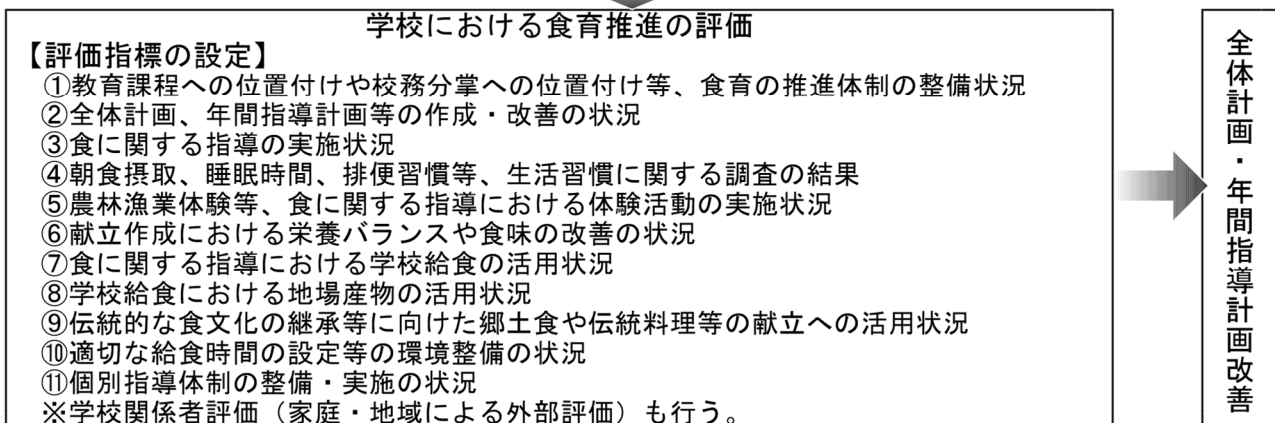 学校における食育推進の評価
【評価指標の設定】
①教育課程への位置付けや校務分掌への位置付け等、食育の推進体制の整備状況
②全体計画、年間指導計画等の作成・改善の状況
③食に関する指導の実施状況
④朝食摂取、睡眠時間、排便習慣等、生活習慣に関する調査の結果
⑤農林漁業体験等、食に関する指導における体験活動の実施状況
⑥献立作成における栄養バランスや食味の改善の状況
⑦食に関する指導における学校給食の活用状況
⑧学校給食における地場産物の活用状況
⑨伝統的な食文化の継承等に向けた郷土食や伝統料理等の献立への活用状況
⑩適切な給食時間の設定等の環境整備の状況
⑪個別指導体制の整備・実施の状況
※学校関係者評価（家庭・地域による外部評価）も行う。
全体計画・年間指導計画改善